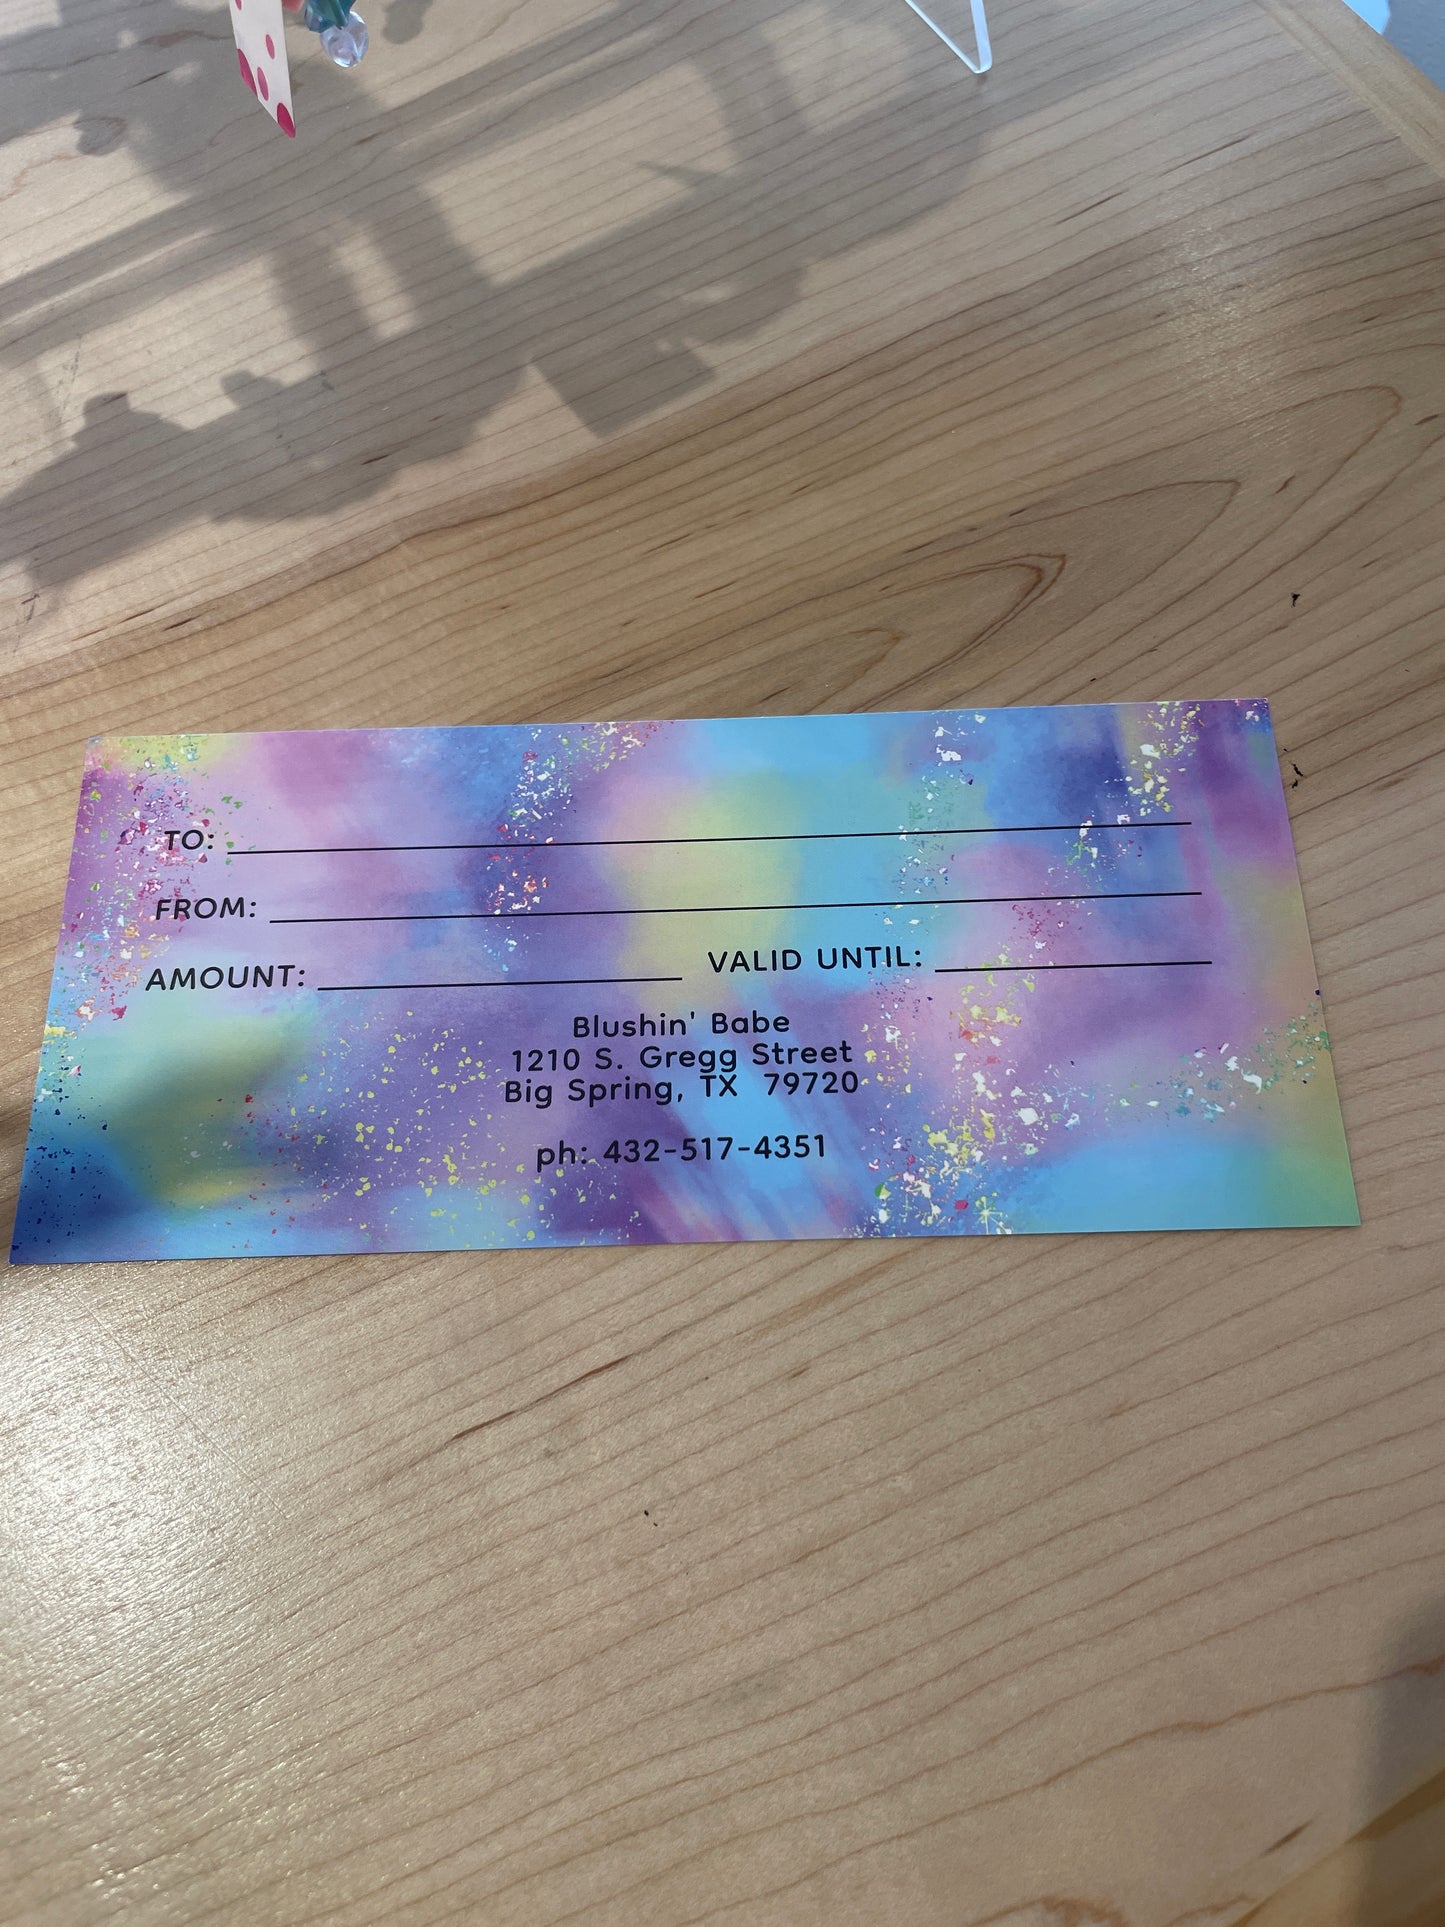 TO:
FROM:
AMOUNT: VALID UNTIL:
Blushin' Babe
1210 S. Gregg Street
Big Spring, TX 79720
ph: 432-517-4351